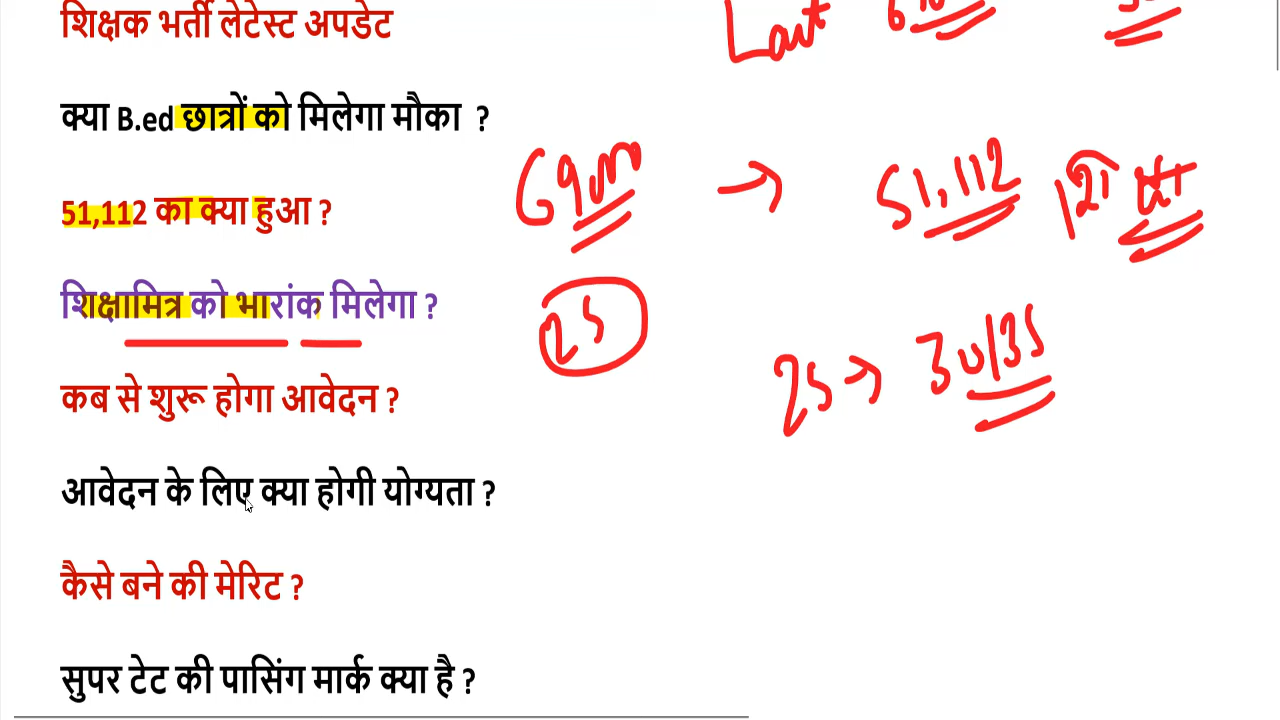 शिक्षक भर्ती लेटेस्ट अपडेट
Last
क्या B.ed छात्रों को मिलेगा मौका ?
69000 → 51,112
51,112 का क्या हुआ ?
शिक्षामित्र को भारांक मिलेगा ?
25
25 → 30/35
कब से शुरू होगा आवेदन ?
आवेदन के लिए क्या होगी योग्यता ?
कैसे बने की मेरिट ?
सुपर टेट की पासिंग मार्क क्या है ?